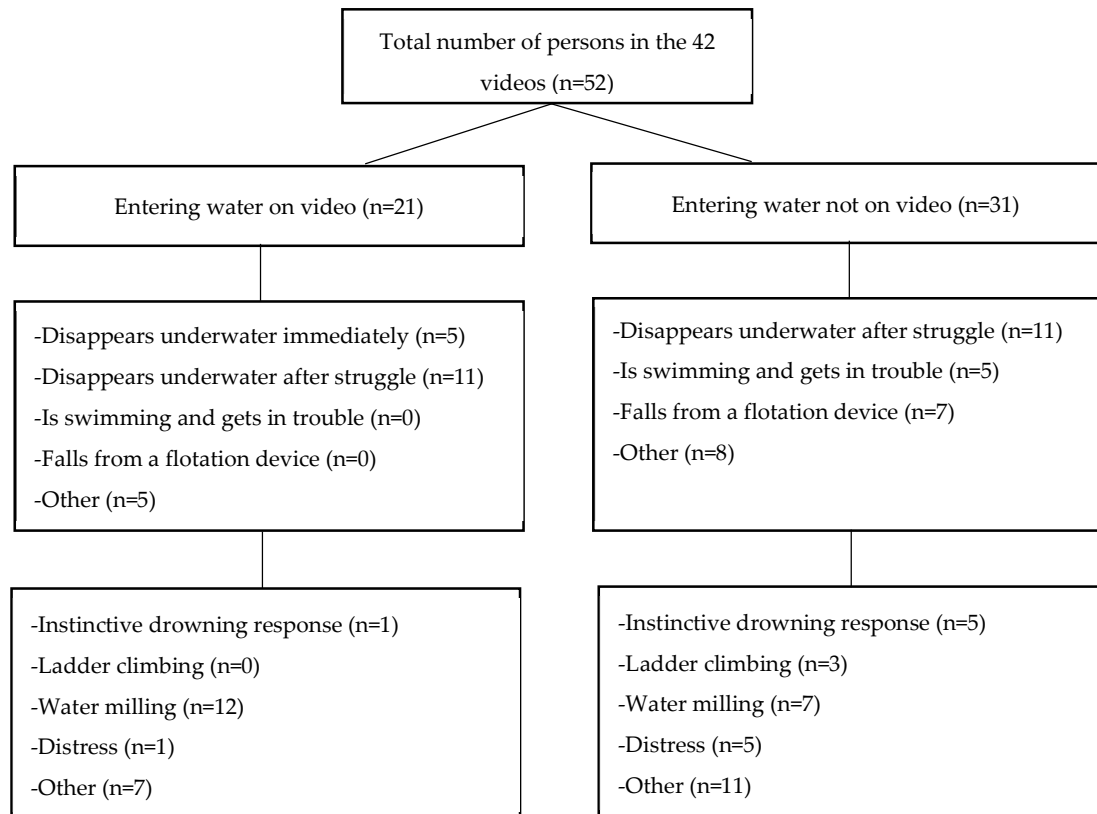 Total number of persons in the 42
videos (n=52)
Entering water on video (n=21)
Entering water not on video (n=31)
-Disappears underwater immediately (n=5)
-Disappears underwater after struggle (n=11)
-Is swimming and gets in trouble (n=0)
-Falls from a flotation device (n=0)
-Other (n=5)
-Disappears underwater after struggle (n=11)
-Is swimming and gets in trouble (n=5)
-Falls from a flotation device (n=7)
-Other (n=8)
-Instinctive drowning response (n=1)
-Ladder climbing (n=0)
-Water milling (n=12)
-Distress (n=1)
-Other (n=7)
-Instinctive drowning response (n=5)
-Ladder climbing (n=3)
-Water milling (n=7)
-Distress (n=5)
-Other (n=11)